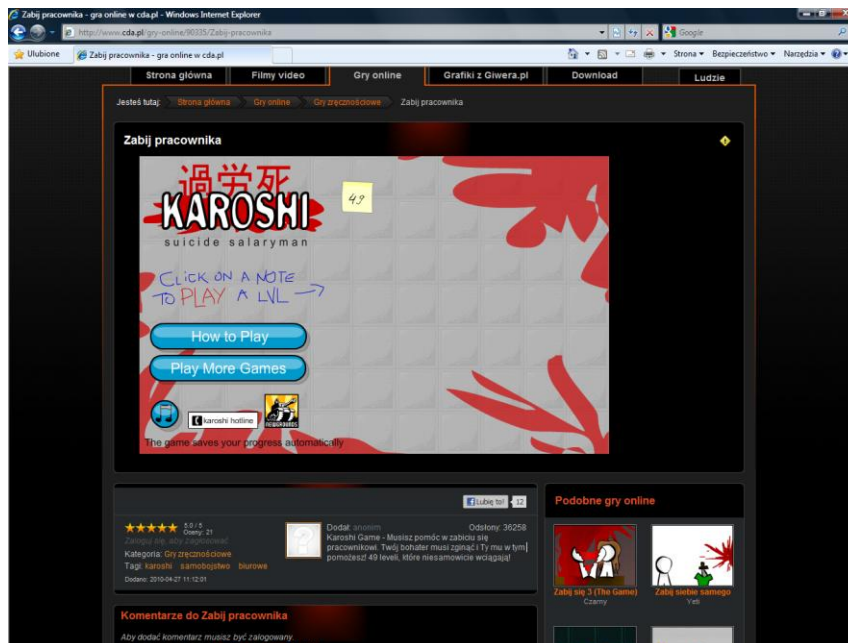 Zabij pracownika - gra online w cda.pl - Windows Internet Explorer
http://www.cda.pl/gry-online/90335/Zabij-pracownika
Google
Ulubione
Zabij pracownika - gra online w cda.pl
Strona
Bezpieczeństwo
Narzędzia
Strona główna
Filmy video
Gry online
Grafiki z Giwera.pl
Download
Ludzie
Jesteś tutaj:
Strona główna
Gry online
Gry zręcznościowe
Zabij pracownika
Zabij pracownika
過労死
KAROSHI
suicide salaryman
49
CLICK ON A NOTE
TO PLAY A LVL
How to Play
Play More Games
karoshi hotline
NEWGROUNDS
The game saves your progress automatically
Lubię to!
12
5.0 / 5
Oceny: 21
Zaloguj się, aby zagłosować
Kategoria: Gry zręcznościowe
Tagi: karoshi samobojstwo biurowe
Dodano: 2010-04-27 11:12:01
Dodał: anonim
Odsłony: 36258
Karoshi Game - Musisz pomóc w zabiciu się
pracownikowi. Twój bohater musi zginąć i Ty mu w tym
pomożesz! 49 leveli, które niesamowicie wciągają!
Podobne gry online
Zabij się 3 (The Game)
Czarny
Zabij siebie samego
Yeti
Komentarze do Zabij pracownika
Aby dodać komentarz musisz być zalogowany.